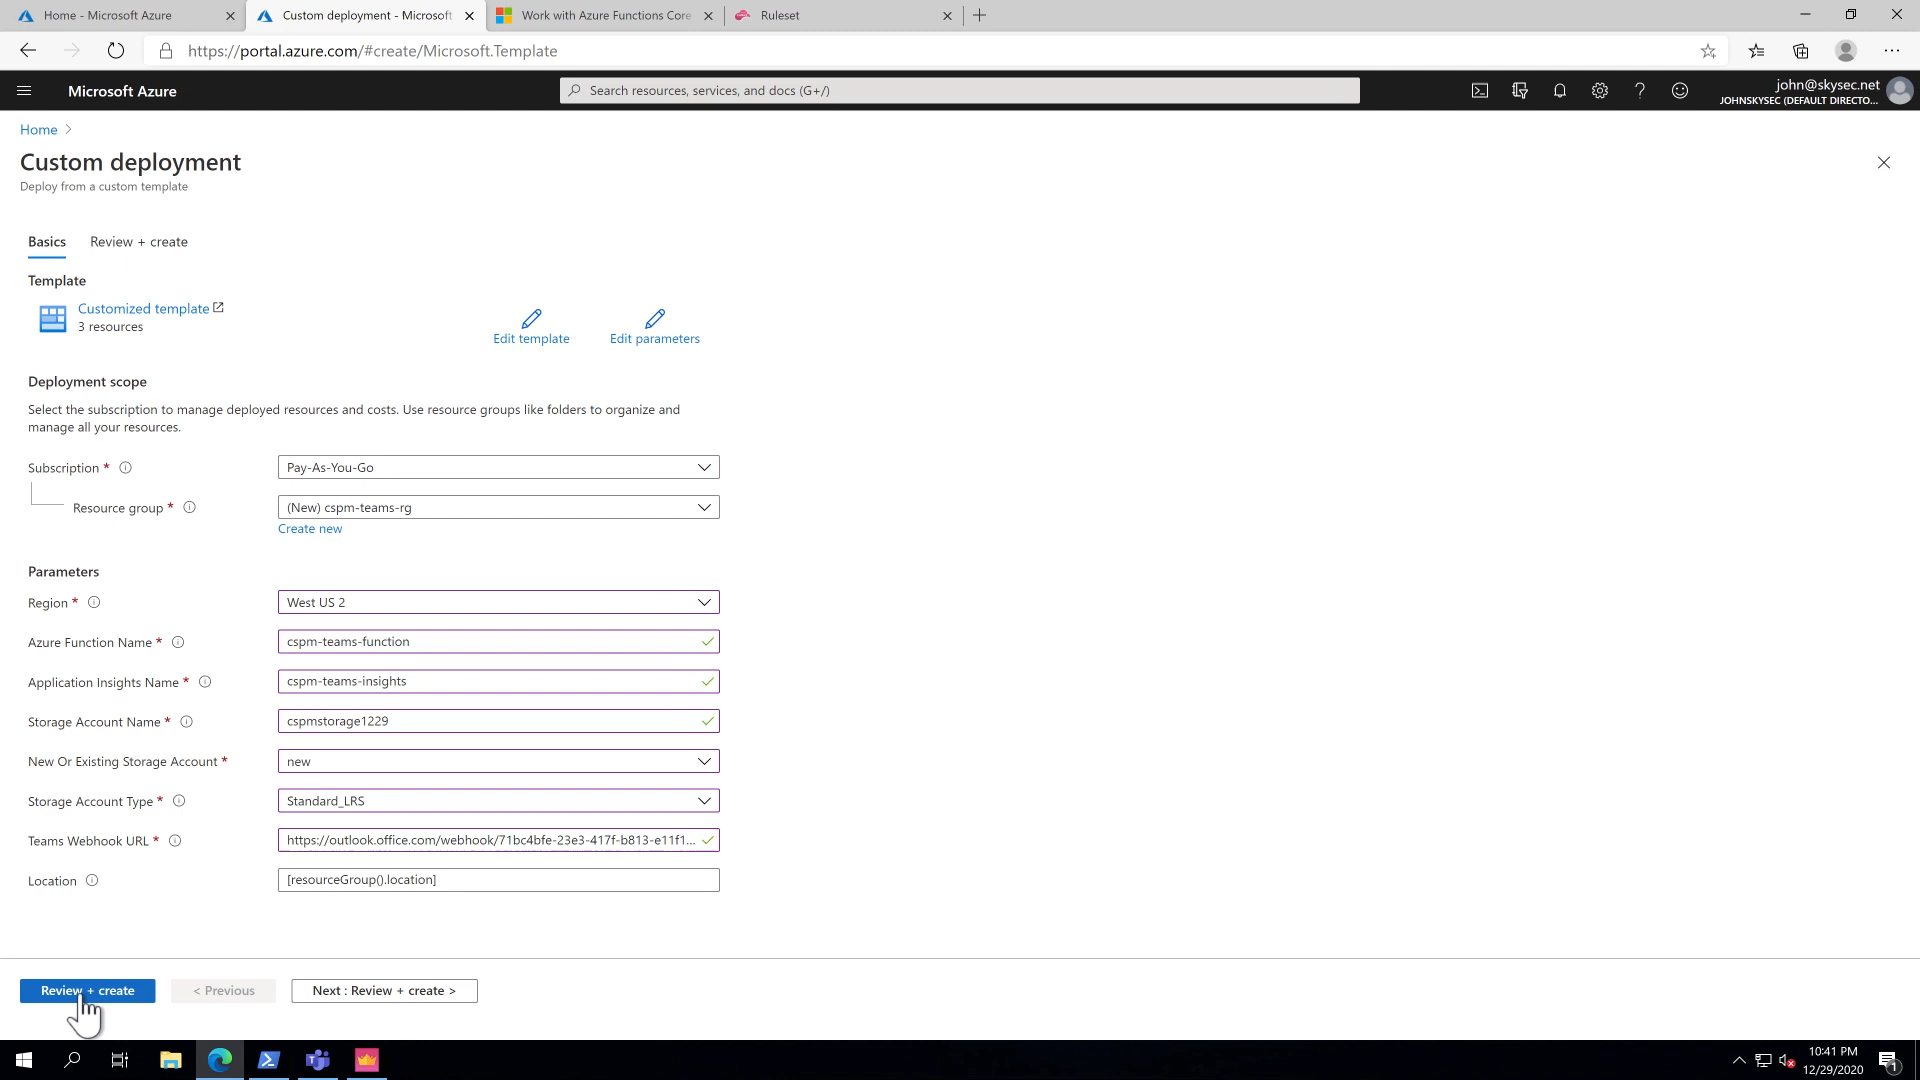 Home - Microsoft Azure
Custom deployment - Microsoft
Work with Azure Functions Core
Ruleset
https://portal.azure.com/#create/Microsoft.Template
Microsoft Azure
Search resources, services, and docs (G+/)
john@skysec.net
JOHNSKYSEC (DEFAULT DIRECTO...
Home
Custom deployment
Deploy from a custom template
Basics
Review + create
Template
Customized template
3 resources
Edit template
Edit parameters
Deployment scope
Select the subscription to manage deployed resources and costs. Use resource groups like folders to organize and
manage all your resources.
Subscription *
Pay-As-You-Go
Resource group *
(New) cspm-teams-rg
Create new
Parameters
Region *
West US 2
Azure Function Name *
cspm-teams-function
Application Insights Name *
cspm-teams-insights
Storage Account Name *
cspmstorage1229
New Or Existing Storage Account *
new
Storage Account Type *
Standard_LRS
Teams Webhook URL *
https://outlook.office.com/webhook/71bc4bfe-23e3-417f-b813-e11f1...
Location
[resourceGroup().location]
Review + create
< Previous
Next : Review + create >
10:41 PM
12/29/2020
1